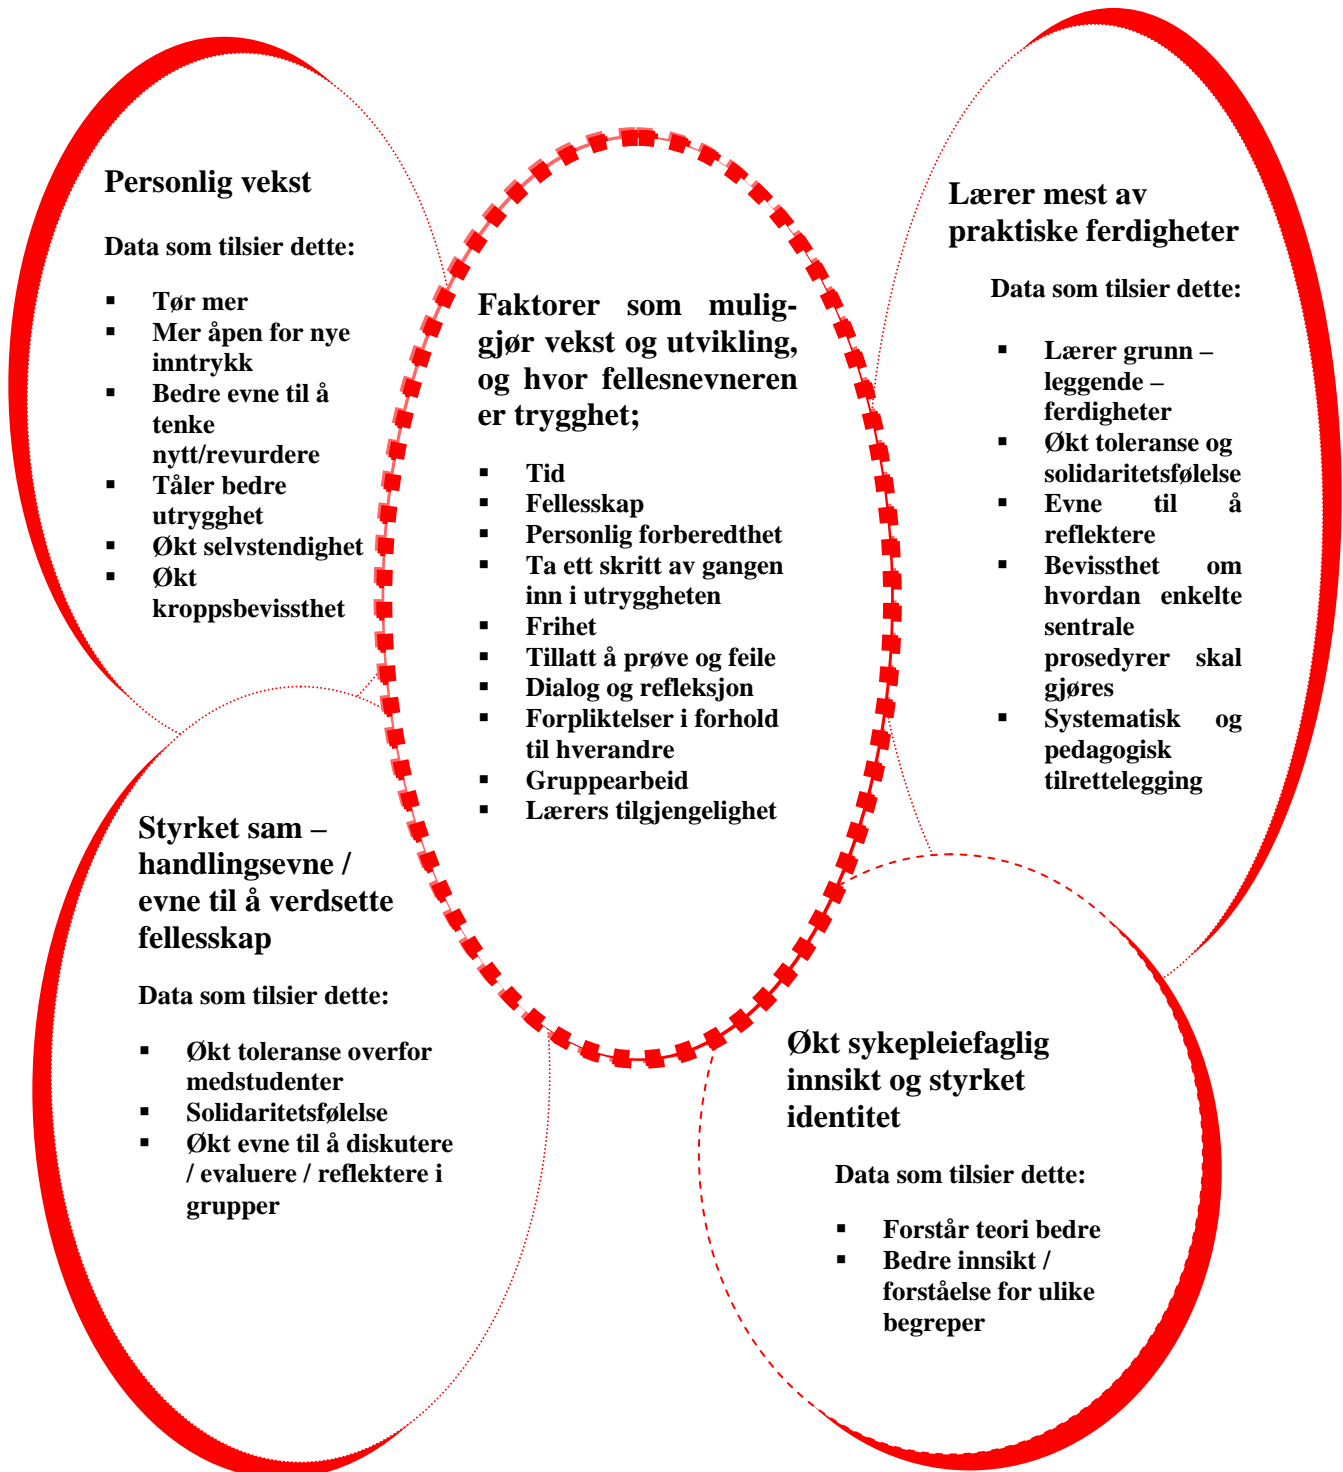 Personlig vekst
Data som tilsier dette:
▪ Tør mer
▪ Mer åpen for nye
inntrykk
▪ Bedre evne til å
tenke
nytt/revurdere
▪ Tåler bedre
utrygghet
▪ Økt selvstendighet
▪ Økt
kroppsbevissthet
Faktorer som mulig-
gjør vekst og utvikling,
og hvor fellesnevneren
er trygghet;
▪ Tid
▪ Fellesskap
▪ Personlig forberedthet
▪ Ta ett skritt av gangen
inn i utryggheten
▪ Frihet
▪ Tillatt å prøve og feile
▪ Dialog og refleksjon
▪ Forpliktelser i forhold
til hverandre
▪ Gruppearbeid
▪ Lærers tilgjengelighet
Lærer mest av
praktiske ferdigheter
Data som tilsier dette:
▪ Lærer grunn –
leggende –
ferdigheter
▪ Økt toleranse og
solidaritetsfølelse
▪ Evne til å
reflektere
▪ Bevissthet om
hvordan enkelte
sentrale
prosedyrer skal
gjøres
▪ Systematisk og
pedagogisk
tilrettelegging
Styrket sam –
handlingsevne /
evne til å verdsette
fellesskap
Data som tilsier dette:
▪ Økt toleranse overfor
medstudenter
▪ Solidaritetsfølelse
▪ Økt evne til å diskutere
/ evaluere / reflektere i
grupper
Økt sykepleiefaglig
innsikt og styrket
identitet
Data som tilsier dette:
▪ Forstår teori bedre
▪ Bedre innsikt /
forståelse for ulike
begreper